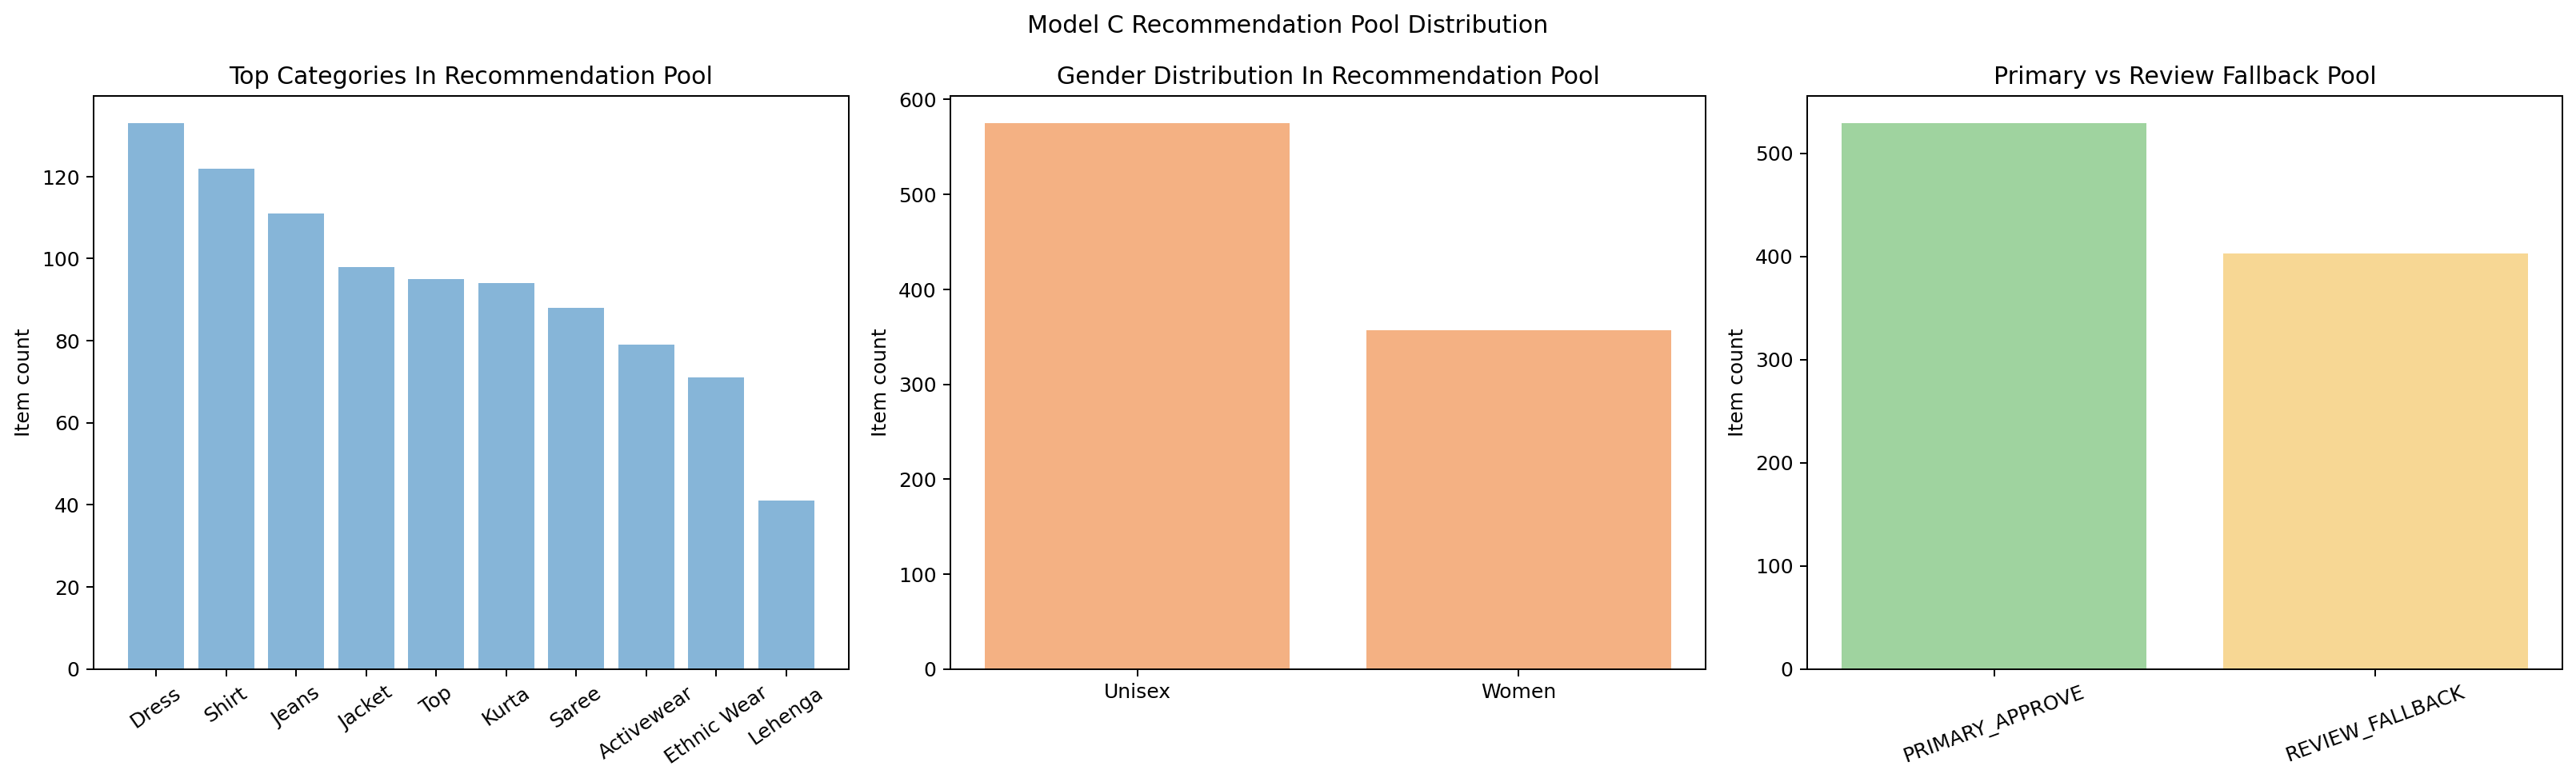 Model C Recommendation Pool Distribution
Top Categories In Recommendation Pool
Item count
120
100
80
60
40
20
0
Dress
Shirt
Jeans
Jacket
Top
Kurta
Saree
Activewear
Ethnic Wear
Lehenga
Gender Distribution In Recommendation Pool
Item count
600
500
400
300
200
100
0
Unisex
Women
Primary vs Review Fallback Pool
Item count
500
400
300
200
100
0
PRIMARY_APPROVE
REVIEW_FALLBACK